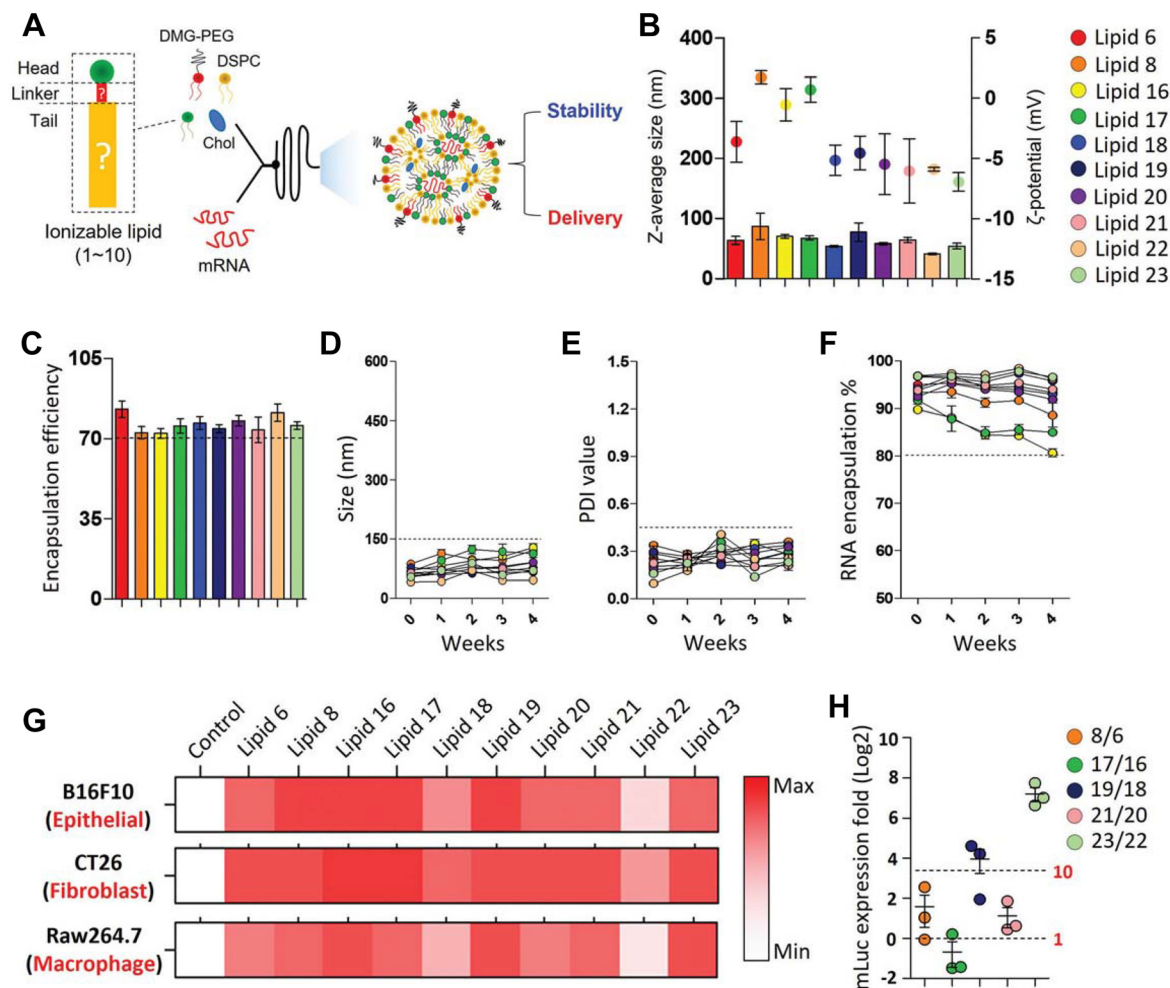 A
Head
Linker
Tail
?
?
Ionizable lipid
(1~10)
DMG-PEG
DSPC
Chol
mRNA
Stability
Delivery
B
Z-average size (nm)
400
300
200
100
0
5
0
-5
-10
-15
ζ-potential (mV)
Lipid 6
Lipid 8
Lipid 16
Lipid 17
Lipid 18
Lipid 19
Lipid 20
Lipid 21
Lipid 22
Lipid 23
C
Encapsulation efficiency
105
70
35
0
D
Size (nm)
600
450
300
150
0
0 1 2 3 4
Weeks
E
PDI value
1.5
1.2
0.9
0.6
0.3
0.0
0 1 2 3 4
Weeks
F
RNA encapsulation %
100
90
80
70
60
50
0 1 2 3 4
Weeks
G
Control Lipid 6 Lipid 8 Lipid 16 Lipid 17 Lipid 18 Lipid 19 Lipid 20 Lipid 21 Lipid 22 Lipid 23
B16F10
(Epithelial)
CT26
(Fibroblast)
Raw264.7
(Macrophage)
Max
Min
H
mLuc expression fold (Log2)
10
8
6
4
2
0
-2
10
1
8/6
17/16
19/18
21/20
23/22